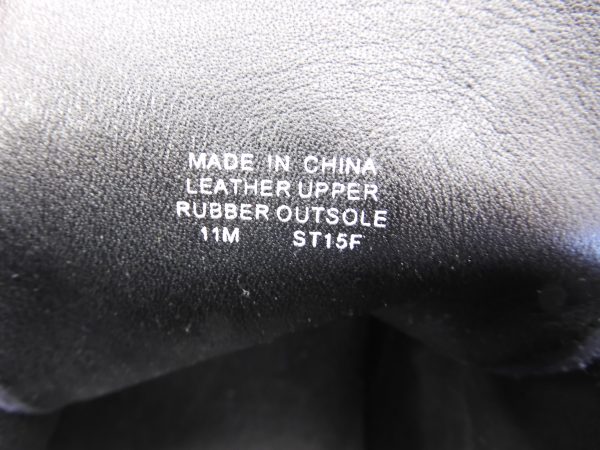 MADE IN CHINA
LEATHER UPPER
RUBBER OUTSOLE
11M ST15F